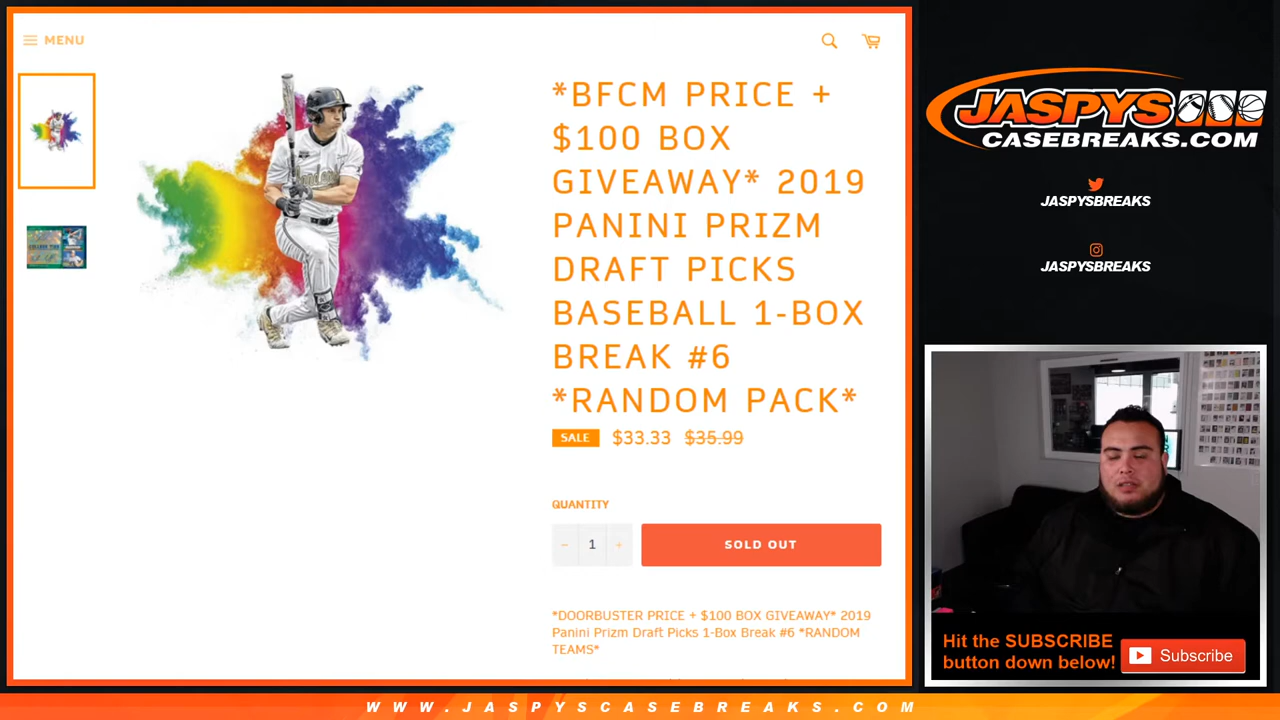 MENU
*BFCM PRICE +
$100 BOX
GIVEAWAY* 2019
PANINI PRIZM
DRAFT PICKS
BASEBALL 1-BOX
BREAK #6
*RANDOM PACK*
SALE $33.33 $35.99
QUANTITY
− 1 + SOLD OUT
*DOORBUSTER PRICE + $100 BOX GIVEAWAY* 2019
Panini Prizm Draft Picks 1-Box Break #6 *RANDOM
TEAMS*
JASPYS
CASEBREAKS.COM
JASPYSBREAKS
JASPYSBREAKS
Hit the SUBSCRIBE
button down below!
Subscribe
WWW.JASPYSCASEBREAKS.COM